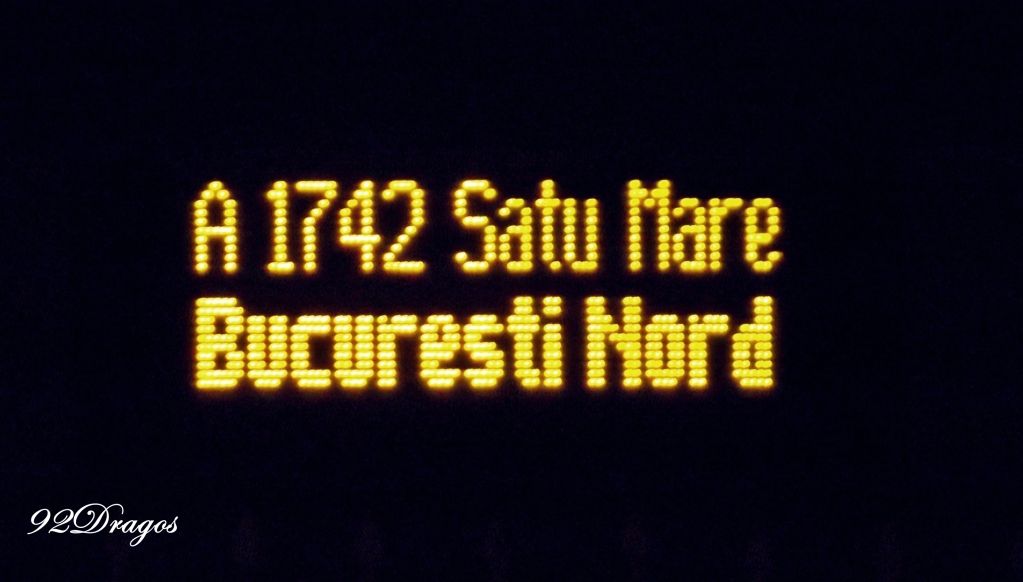 A 1742 Satu Mare
Bucuresti Nord
92Dragos